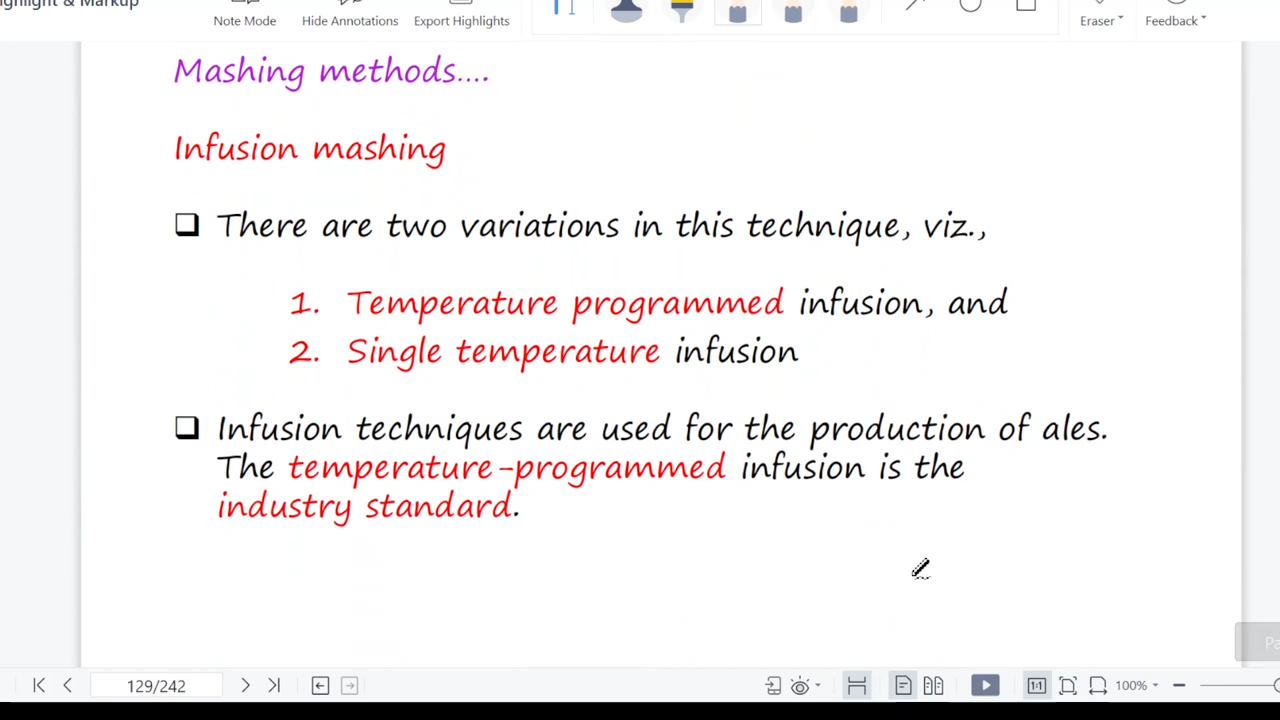 Highlight & Markup
Note Mode
Hide Annotations
Export Highlights
Eraser
Feedback
Mashing methods....
Infusion mashing
There are two variations in this technique, viz.,
1. Temperature programmed infusion, and
2. Single temperature infusion
Infusion techniques are used for the production of ales.
The temperature-programmed infusion is the
industry standard.
129/242
1:1
100%